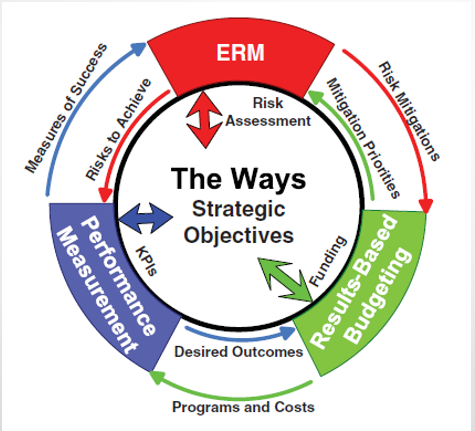 ERM
Measures of Success
Risks to Achieve
Risk
Assessment
Mitigation Priorities
Risk Mitigations
The Ways
Strategic
Objectives
KPIs
Funding
Performance
Measurement
Results-Based
Budgeting
Desired Outcomes
Programs and Costs